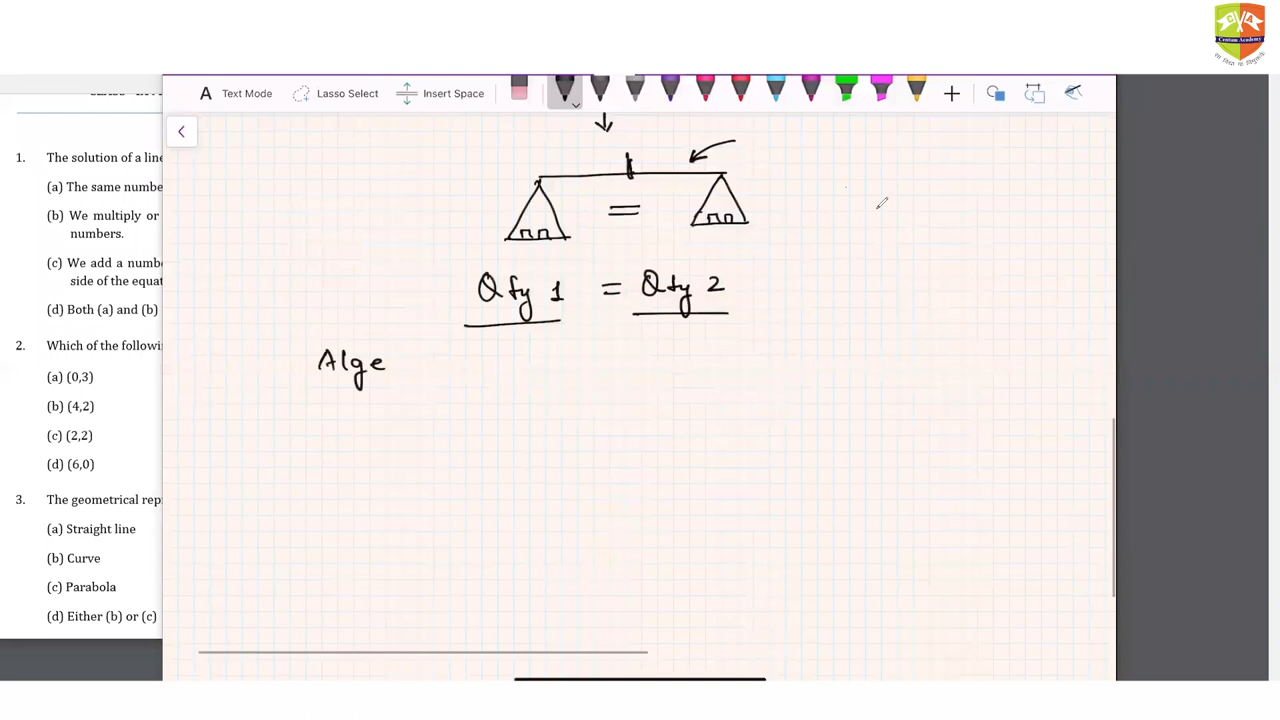 Centum Academy
Text Mode
Lasso Select
Insert Space
=
Qty 1 = Qty 2
Alge
1. The solution of a line
(a) The same numbe
(b) We multiply or
numbers.
(c) We add a numb
side of the equat
(d) Both (a) and (b)
2. Which of the followi
(a) (0,3)
(b) (4,2)
(c) (2,2)
(d) (6,0)
3. The geometrical rep
(a) Straight line
(b) Curve
(c) Parabola
(d) Either (b) or (c)